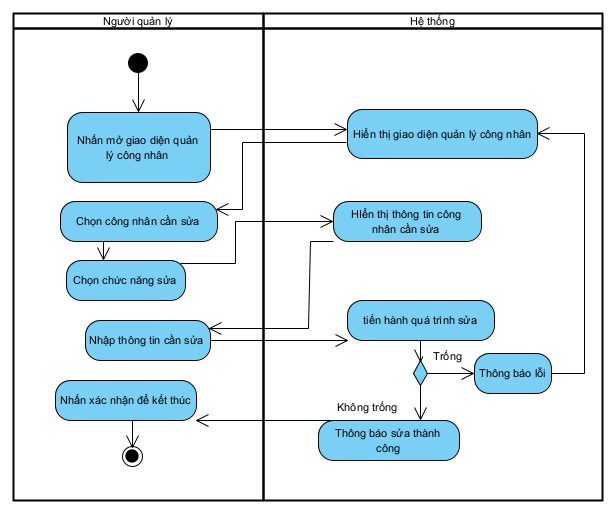 Người quản lý
Hệ thống
Nhấn mở giao diện quản
lý công nhân
Hiển thị giao diện quản lý công nhân
Chọn công nhân cần sửa
HIển thị thông tin công
nhân cần sửa
Chọn chức năng sửa
Nhập thông tin cần sửa
tiến hành quá trình sửa
Trống
Thông báo lỗi
Nhấn xác nhận để kết thúc
Không trống
Thông báo sửa thành
công